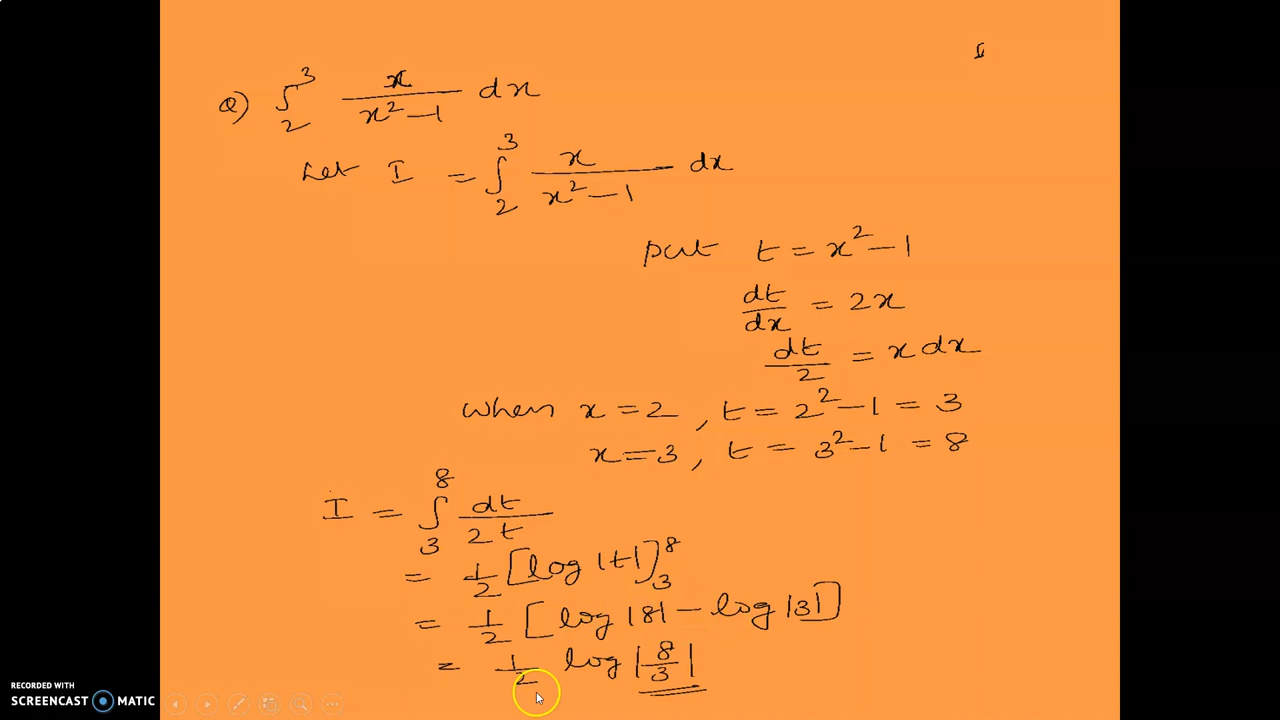 Q) ∫₂³ x/(x²-1) dx
Let I = ∫₂³ x/(x²-1) dx
put t = x²-1
dt/dx = 2x
dt/2 = x dx
when x = 2, t = 2²-1 = 3
x = 3, t = 3²-1 = 8
I = ∫₃⁸ dt/2t
= 1/2 [log |t|]₃⁸
= 1/2 [log |8| - log |3|]
= 1/2 log |8/3|
RECORDED WITH
SCREENCAST MATIC